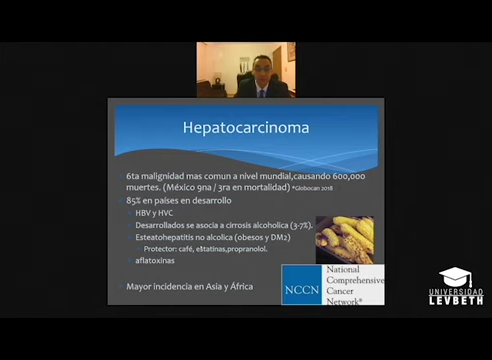 Hepatocarcinoma
6ta malignidad mas comun a nivel mundial,causando 600,000
muertes. (México 9na / 3ra en mortalidad) *Globocan 2018
85% en países en desarrollo
HBV y HVC
Desarrollados se asocia a cirrosis alcoholica (3-7%).
Esteatohepatitis no alcolica (obesos y DM2)
Protector: café, estatinas,propranolol.
aflatoxinas
Mayor incidencia en Asia y África
NCCN
National
Comprehensive
Cancer
Network®
UNIVERSIDAD
LEVBETH